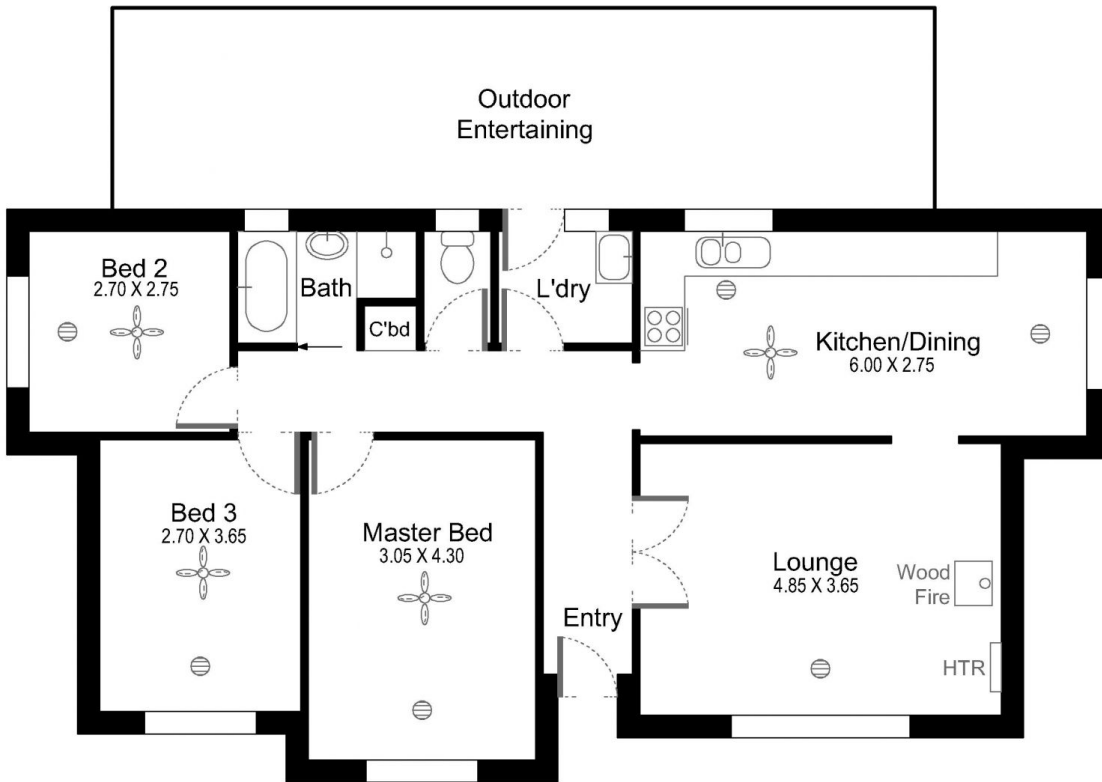 Outdoor
Entertaining
Bed 2
2.70 X 2.75
Bath
C'bd
L'dry
Kitchen/Dining
6.00 X 2.75
Bed 3
2.70 X 3.65
Master Bed
3.05 X 4.30
Entry
Lounge
4.85 X 3.65
Wood
Fire
HTR